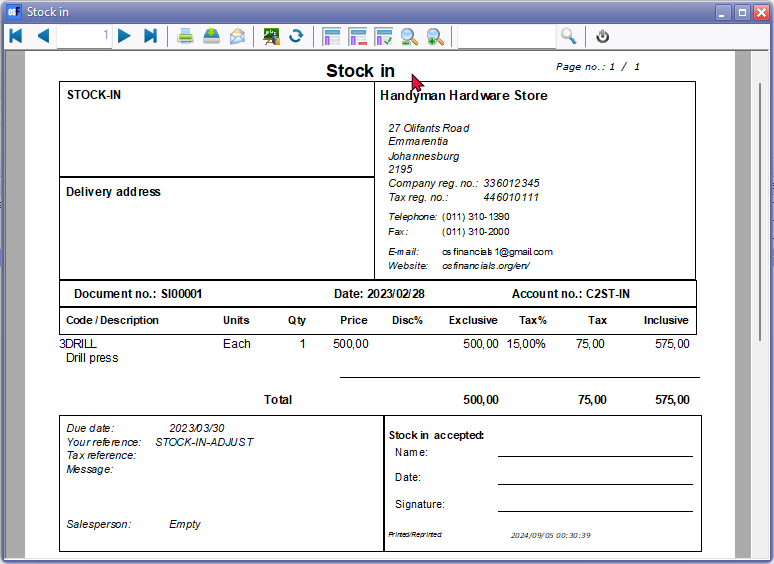 Stock in
1
Stock in
Page no.: 1 / 1
STOCK-IN
Handyman Hardware Store
27 Olifants Road
Emmarentia
Johannesburg
2195
Company reg. no.: 336012345
Tax reg. no.: 446010111
Telephone: (011) 310-1390
Fax: (011) 310-2000
E-mail: csfinancials1@gmail.com
Website: csfinancials.org/en/
Delivery address
Document no.: SI00001 Date: 2023/02/28 Account no.: C2ST-IN
Code / Description Units Qty Price Disc% Exclusive Tax% Tax Inclusive
3DRILL Each 1 500,00 500,00 15,00% 75,00 575,00
Drill press
Total 500,00 75,00 575,00
Due date: 2023/03/30
Your reference: STOCK-IN-ADJUST
Tax reference:
Message:
Salesperson: Empty
Stock in accepted:
Name:
Date:
Signature:
Printed/Reprinted: 2024/09/05 00:30:39